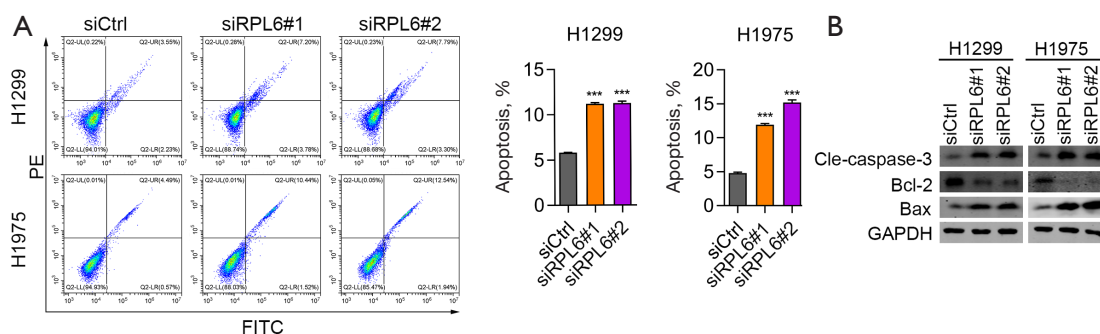 A
siCtrl
siRPL6#1
siRPL6#2
H1299
Q2-UL(0.22%)
Q2-UR(3.55%)
Q2-LL(94.01%)
Q2-LR(2.23%)
Q2-UL(0.28%)
Q2-UR(7.20%)
Q2-LL(88.74%)
Q2-LR(3.78%)
Q2-UL(0.23%)
Q2-UR(7.79%)
Q2-LL(88.68%)
Q2-LR(3.30%)
H1975
Q2-UL(0.01%)
Q2-UR(4.49%)
Q2-LL(94.93%)
Q2-LR(0.57%)
Q2-UL(0.01%)
Q2-UR(10.44%)
Q2-LL(88.03%)
Q2-LR(1.52%)
Q2-UL(0.05%)
Q2-UR(12.54%)
Q2-LL(85.47%)
Q2-LR(1.94%)
PE
FITC
H1299
Apoptosis, %
15
10
5
0
***
***
siCtrl
siRPL6#1
siRPL6#2
H1975
Apoptosis, %
20
15
10
5
0
***
***
siCtrl
siRPL6#1
siRPL6#2
B
H1299
H1975
siCtrl
siRPL6#1
siRPL6#2
siCtrl
siRPL6#1
siRPL6#2
Cle-caspase-3
Bcl-2
Bax
GAPDH